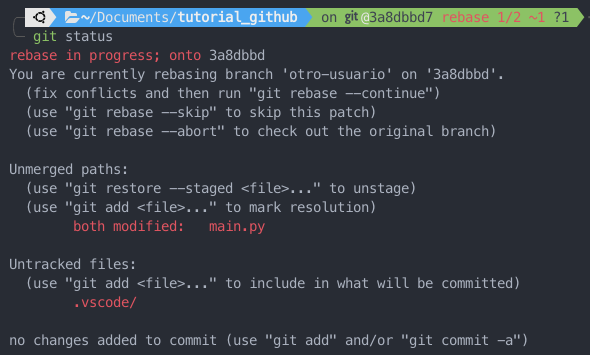 ~/Documents/tutorial_github on git @3a8dbbd7 rebase 1/2 ~1 ?1
git status
rebase in progress; onto 3a8dbbd
You are currently rebasing branch 'otro-usuario' on '3a8dbbd'.
(fix conflicts and then run "git rebase --continue")
(use "git rebase --skip" to skip this patch)
(use "git rebase --abort" to check out the original branch)
Unmerged paths:
(use "git restore --staged <file>..." to unstage)
(use "git add <file>..." to mark resolution)
both modified: main.py
Untracked files:
(use "git add <file>..." to include in what will be committed)
.vscode/
no changes added to commit (use "git add" and/or "git commit -a")